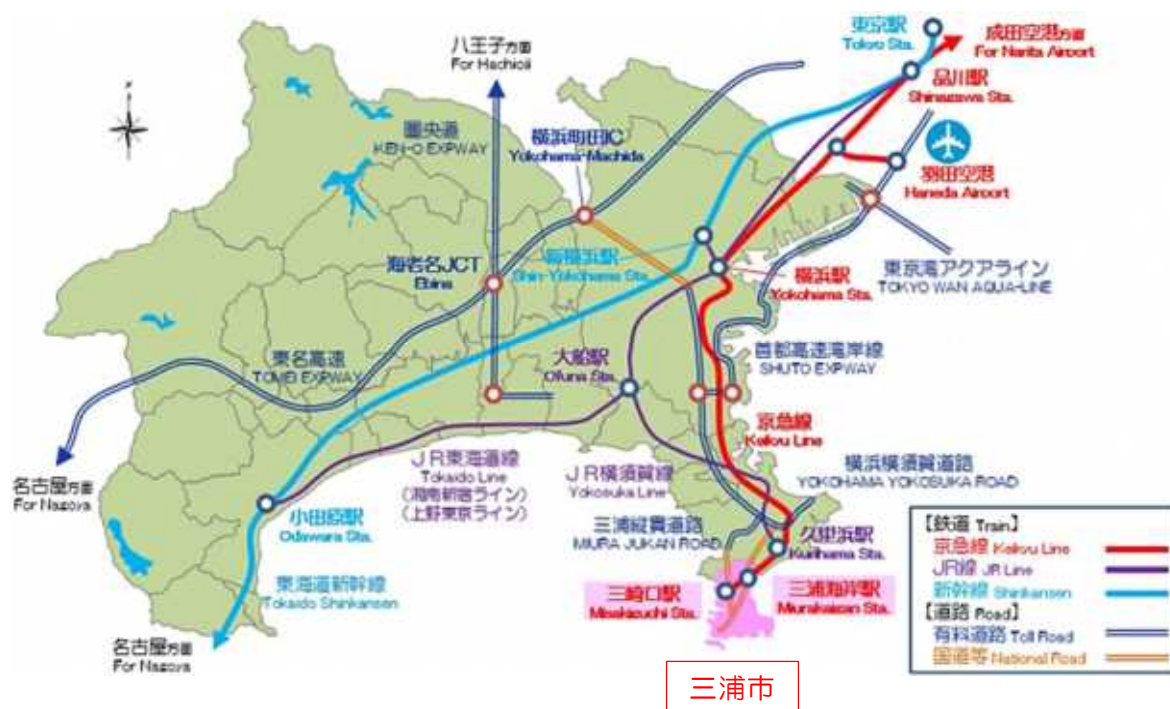 東京駅
Tokyo Sta.
成田空港方面
For Narita Airport
八王子方面
For Hachioji
品川駅
Shinagawa Sta.
圏央道
KEN-O EXPWAY
横浜町田IC
Yokohama-Machida
羽田空港
Haneda Airport
海老名JCT
Ebina
新横浜駅
Shin-Yokohama Sta.
横浜駅
Yokohama Sta.
東京湾アクアライン
TOKYO WAN AQUA-LINE
東名高速
TOMEI EXPWAY
大船駅
Ofuna Sta.
首都高速湾岸線
SHUTO EXPWAY
京急線
Keikyu Line
名古屋方面
For Nagoya
JR東海道線
Tokaido Line
（湘南新宿ライン）
（上野東京ライン）
JR横須賀線
Yokosuka Line
横浜横須賀道路
YOKOHAMA YOKOSUKA ROAD
小田原駅
Odawara Sta.
三浦縦貫道路
MIURA JUKAN ROAD
久里浜駅
Kurihama Sta.
東海道新幹線
Tokaido Shinkansen
三崎口駅
Misakiguchi Sta.
三浦海岸駅
Miurakaigan Sta.
名古屋方面
For Nagoya
【鉄道 Train】
京急線 Keikyu Line
JR線 JR Line
新幹線 Shinkansen
【道路 Road】
有料道路 Toll Road
国道等 National Road
三浦市